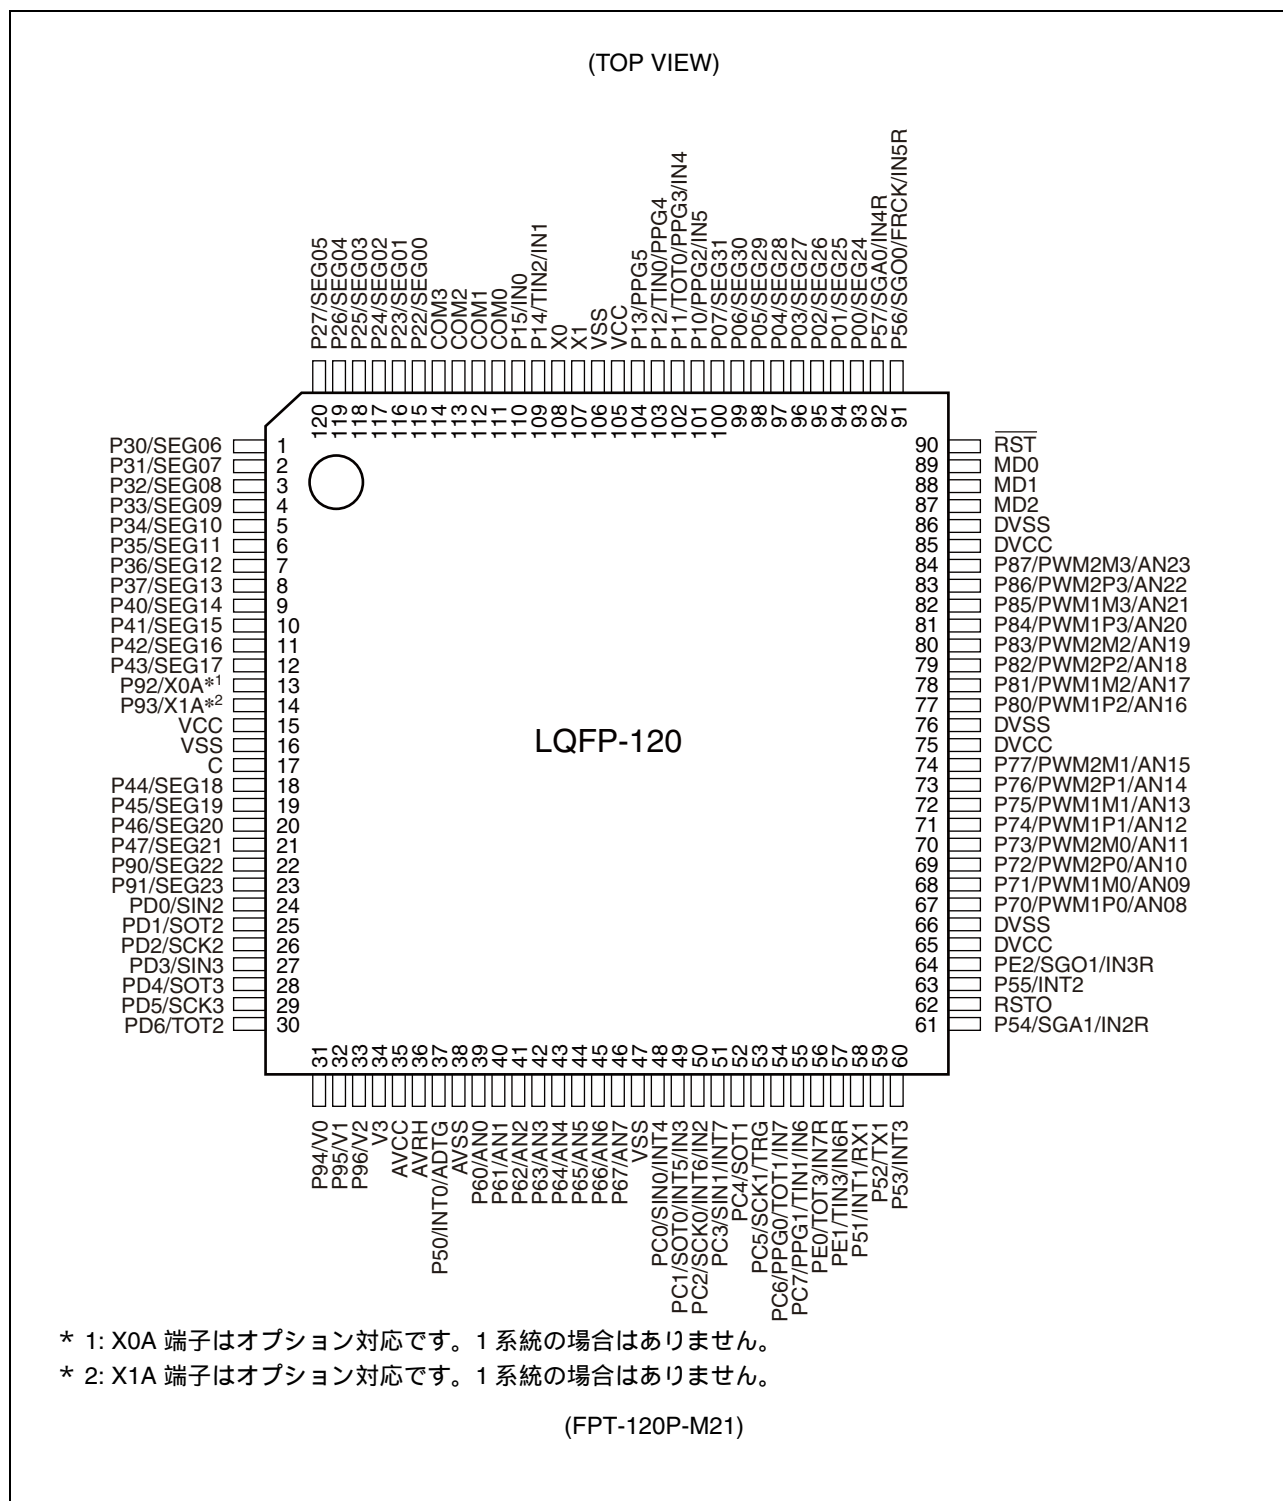 (TOP VIEW)
P27/SEG05
P26/SEG04
P25/SEG03
P24/SEG02
P23/SEG01
P22/SEG00
COM3
COM2
COM1
COM0
P15/IN0
P14/TIN2/IN1
X0
X1
VSS
VCC
P13/PPG5
P12/TIN0/PPG4
P11/TOT0/PPG3/IN4
P10/PPG2/IN5
P07/SEG31
P06/SEG30
P05/SEG29
P04/SEG28
P03/SEG27
P02/SEG26
P01/SEG25
P00/SEG24
P57/SGA0/IN4R
P56/SGO0/FRCK/IN5R
120
119
118
117
116
115
114
113
112
111
110
109
108
107
106
105
104
103
102
101
100
99
98
97
96
95
94
93
92
91
P30/SEG06 1
P31/SEG07 2
P32/SEG08 3
P33/SEG09 4
P34/SEG10 5
P35/SEG11 6
P36/SEG12 7
P37/SEG13 8
P40/SEG14 9
P41/SEG15 10
P42/SEG16 11
P43/SEG17 12
P92/X0A*1 13
P93/X1A*2 14
VCC 15
VSS 16
C 17
P44/SEG18 18
P45/SEG19 19
P46/SEG20 20
P47/SEG21 21
P90/SEG22 22
P91/SEG23 23
PD0/SIN2 24
PD1/SOT2 25
PD2/SCK2 26
PD3/SIN3 27
PD4/SOT3 28
PD5/SCK3 29
PD6/TOT2 30
LQFP-120
90 RST
89 MD0
88 MD1
87 MD2
86 DVSS
85 DVCC
84 P87/PWM2M3/AN23
83 P86/PWM2P3/AN22
82 P85/PWM1M3/AN21
81 P84/PWM1P3/AN20
80 P83/PWM2M2/AN19
79 P82/PWM2P2/AN18
78 P81/PWM1M2/AN17
77 P80/PWM1P2/AN16
76 DVSS
75 DVCC
74 P77/PWM2M1/AN15
73 P76/PWM2P1/AN14
72 P75/PWM1M1/AN13
71 P74/PWM1P1/AN12
70 P73/PWM2M0/AN11
69 P72/PWM2P0/AN10
68 P71/PWM1M0/AN09
67 P70/PWM1P0/AN08
66 DVSS
65 DVCC
64 PE2/SGO1/IN3R
63 P55/INT2
62 RSTO
61 P54/SGA1/IN2R
31
32
33
34
35
36
37
38
39
40
41
42
43
44
45
46
47
48
49
50
51
52
53
54
55
56
57
58
59
60
P94/V0
P95/V1
P96/V2
V3
AVCC
AVRH
P50/INT0/ADTG
AVSS
P60/AN0
P61/AN1
P62/AN2
P63/AN3
P64/AN4
P65/AN5
P66/AN6
P67/AN7
VSS
PC0/SIN0/INT4
PC1/SOT0/INT5/IN3
PC2/SCK0/INT6/IN2
PC3/SIN1/INT7
PC4/SOT1
PC5/SCK1/TRG
PC6/PPG0/TOT1/IN7
PC7/PPG1/TIN1/IN6
PE0/TOT3/IN7R
PE1/TIN3/IN6R
P51/INT1/RX1
P52/TX1
P53/INT3
* 1: X0A 端子はオプション対応です。1 系統の場合はありません。
* 2: X1A 端子はオプション対応です。1 系統の場合はありません。
(FPT-120P-M21)